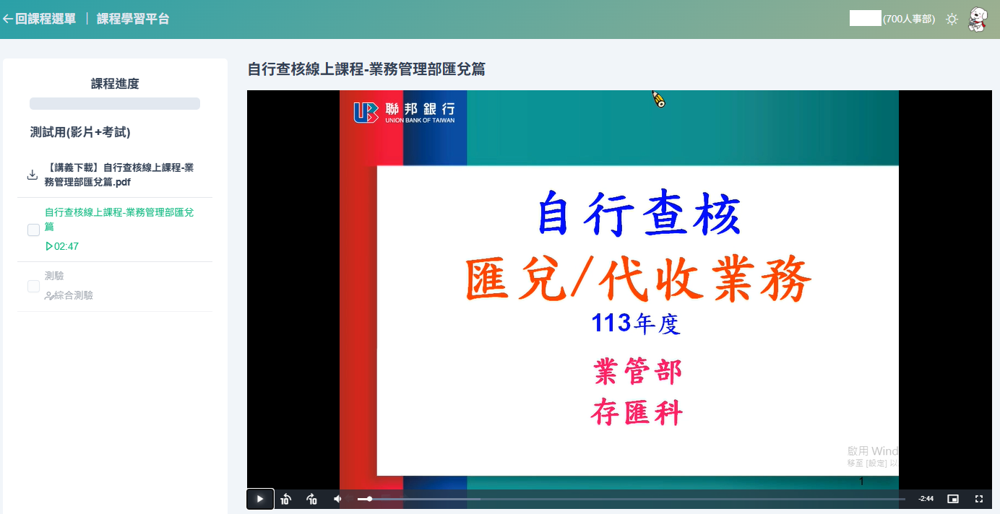 回課程選單 | 課程學習平台
(700人事部)
課程進度
測試用(影片+考試)
【講義下載】自行查核線上課程-業
務管理部匯兌篇.pdf
自行查核線上課程-業務管理部匯兌
篇
02:47
測驗
綜合測驗
自行查核線上課程-業務管理部匯兌篇
聯邦銀行
UNION BANK OF TAIWAN
自行查核
匯兌/代收業務
113年度
業管部
存匯科
啟用 Wind
移至 [設定] 以
1
10
10
-2:44